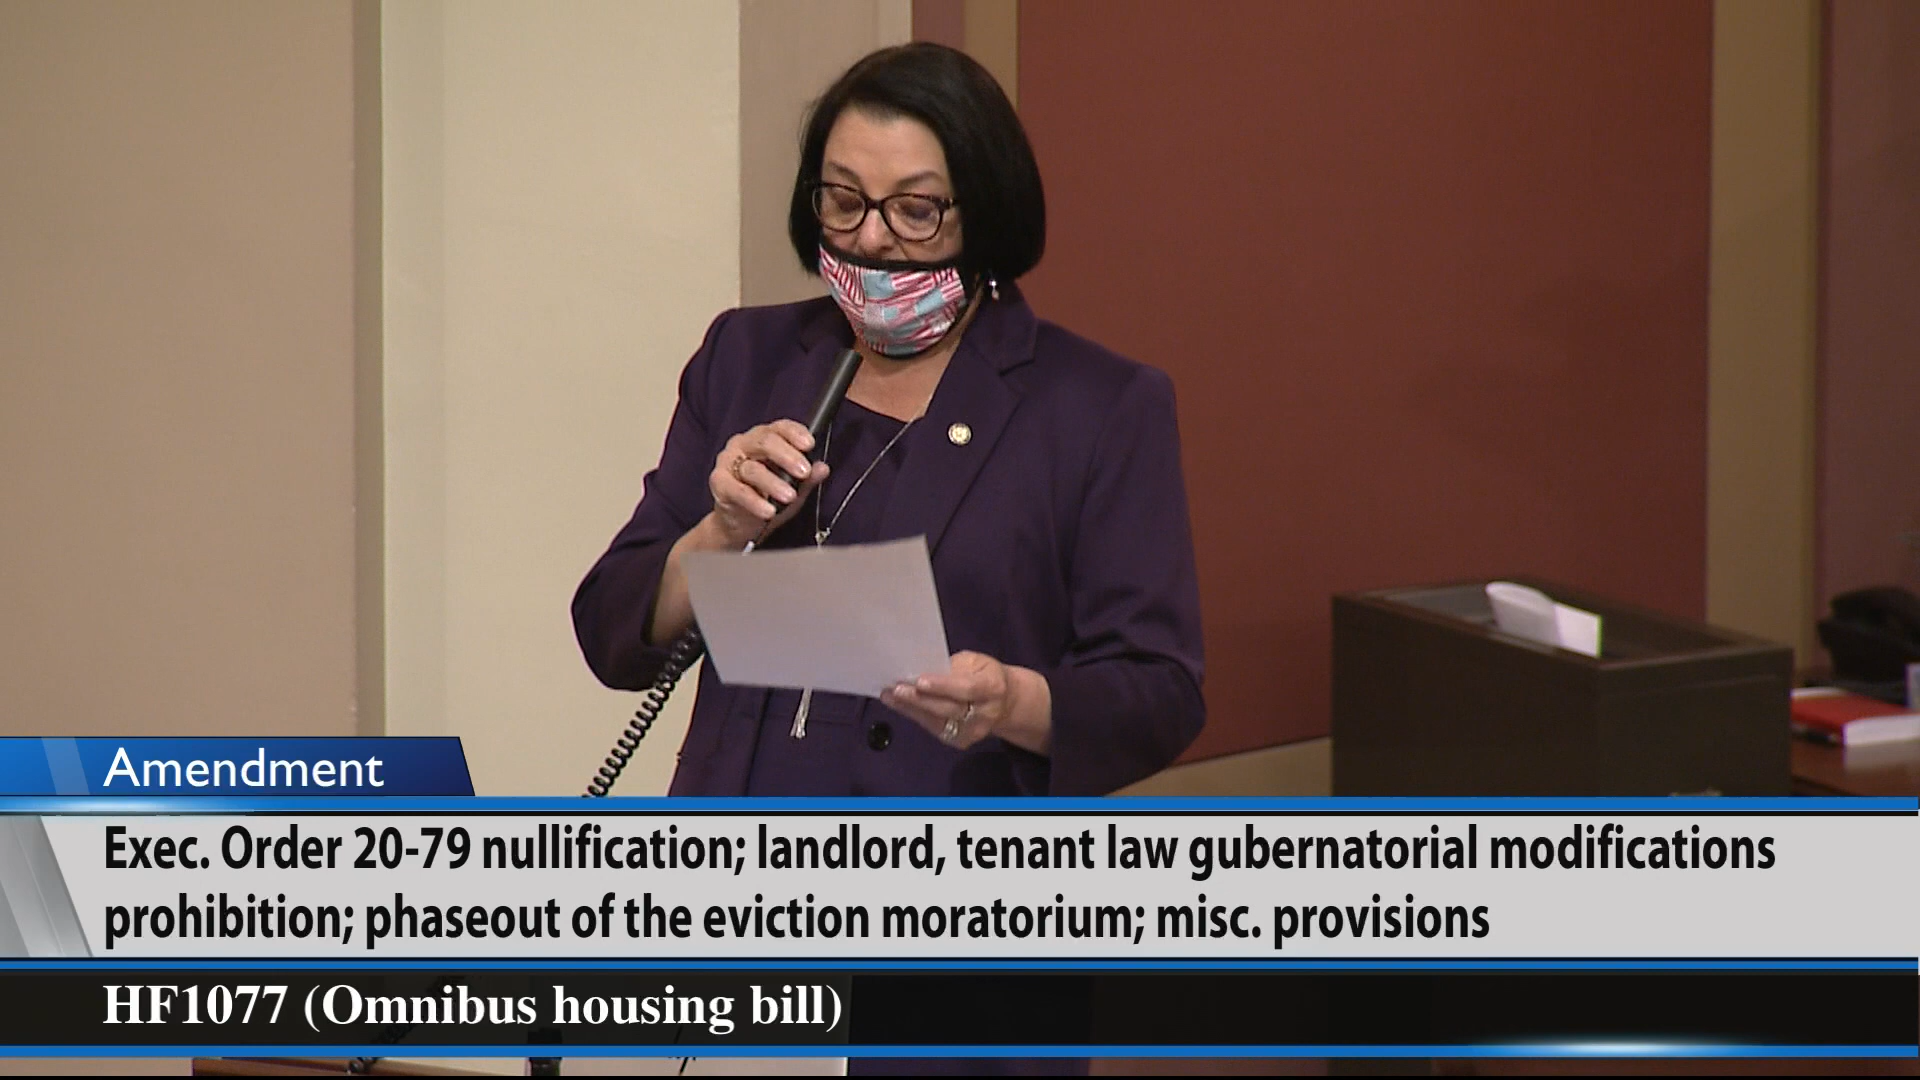 Amendment
Exec. Order 20-79 nullification; landlord, tenant law gubernatorial modifications
prohibition; phaseout of the eviction moratorium; misc. provisions
HF1077 (Omnibus housing bill)